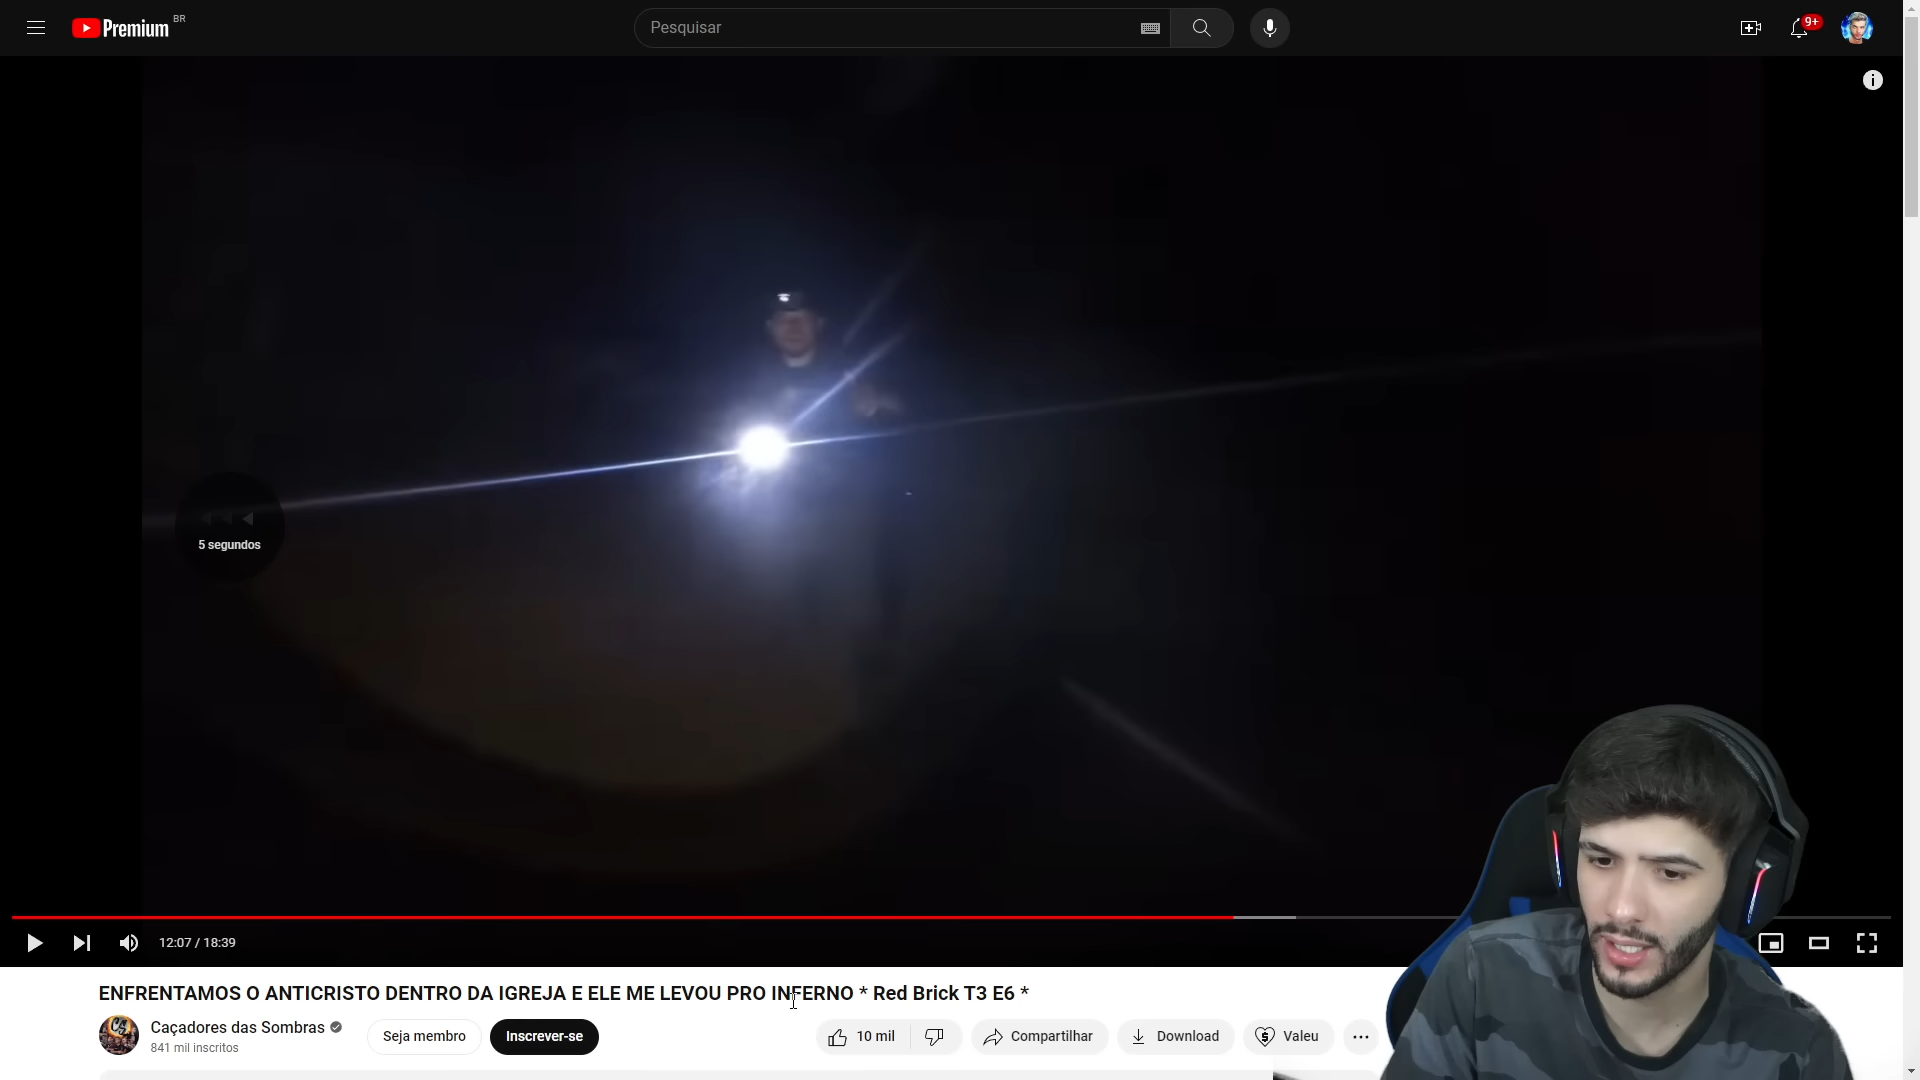 Premium BR
Pesquisar
9+
5 segundos
12:07 / 18:39
ENFRENTAMOS O ANTICRISTO DENTRO DA IGREJA E ELE ME LEVOU PRO INFERNO * Red Brick T3 E6 *
CS
Caçadores das Sombras
841 mil inscritos
Seja membro
Inscrever-se
10 mil
Compartilhar
Download
Valeu